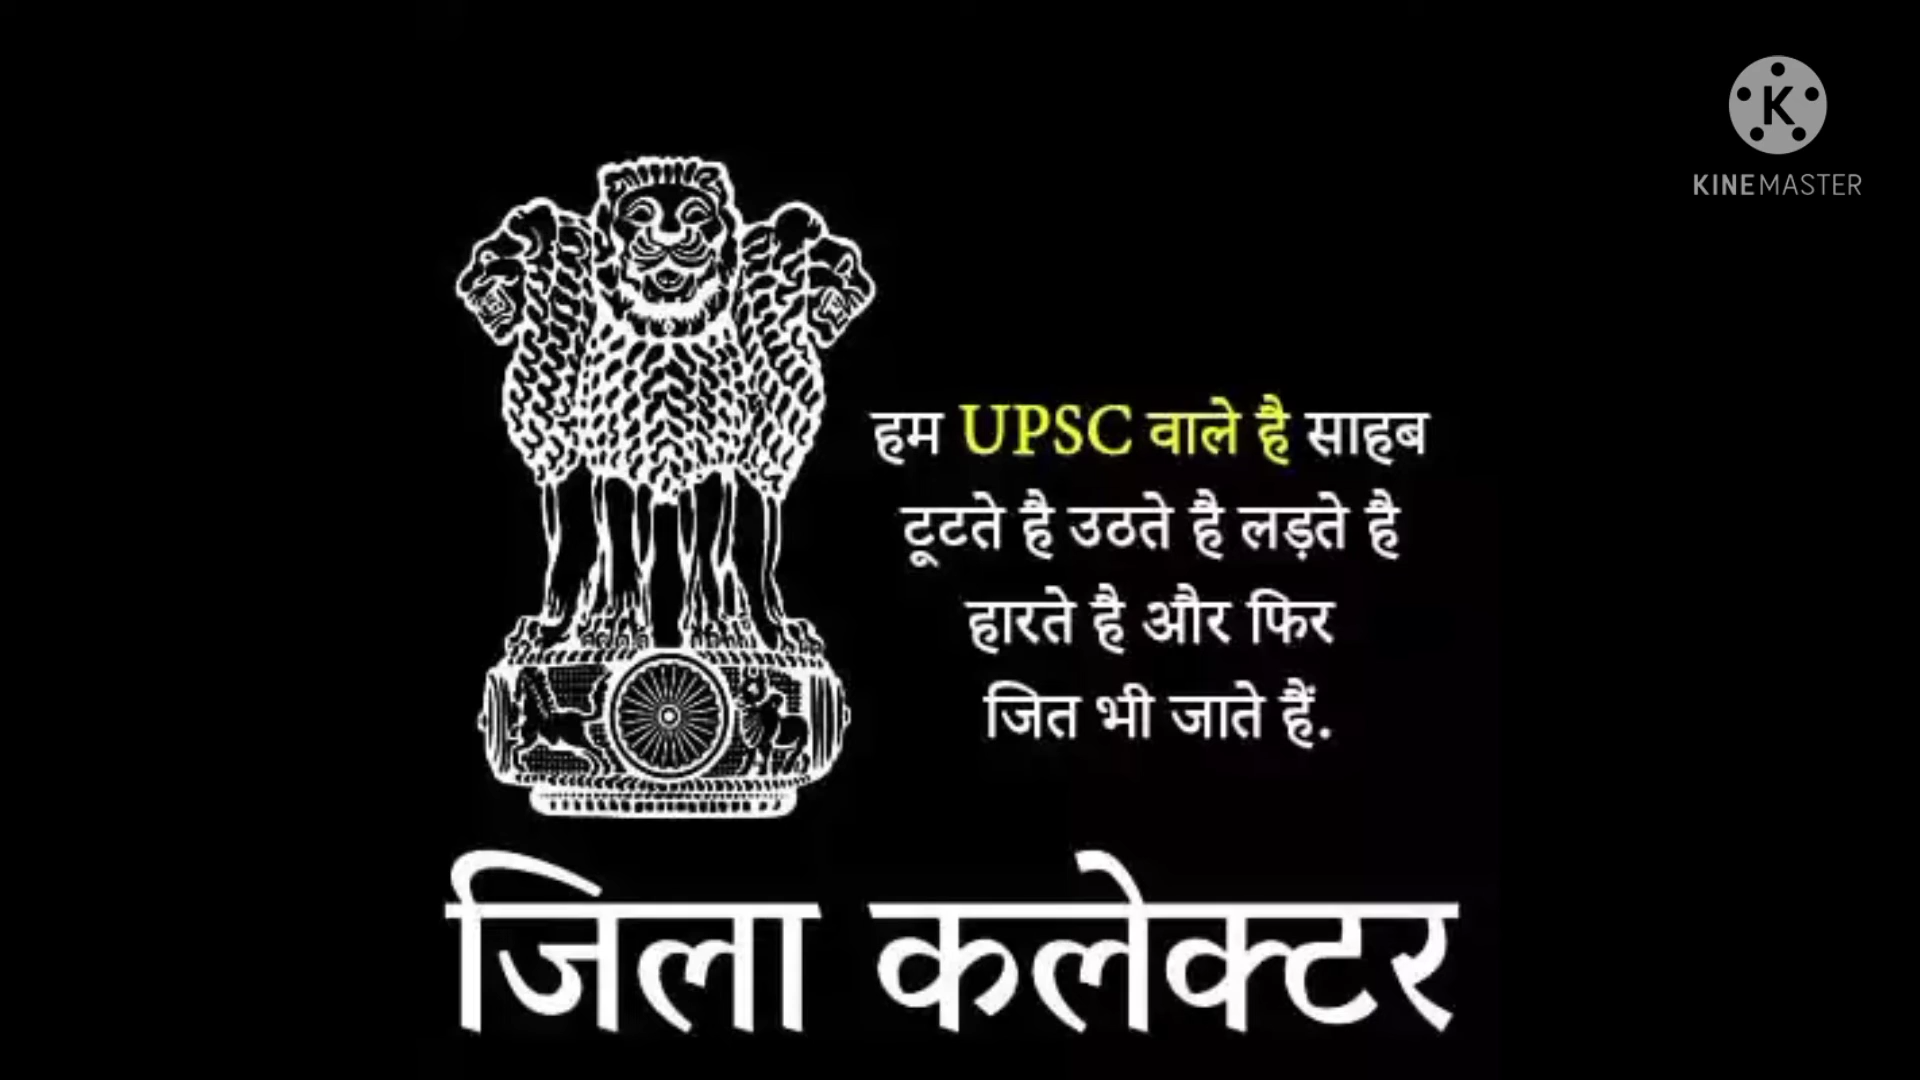 KINEMASTER
हम UPSC वाले है साहब
टूटते है उठते है लड़ते है
हारते है और फिर
जित भी जाते हैं.
जिला कलेक्टर